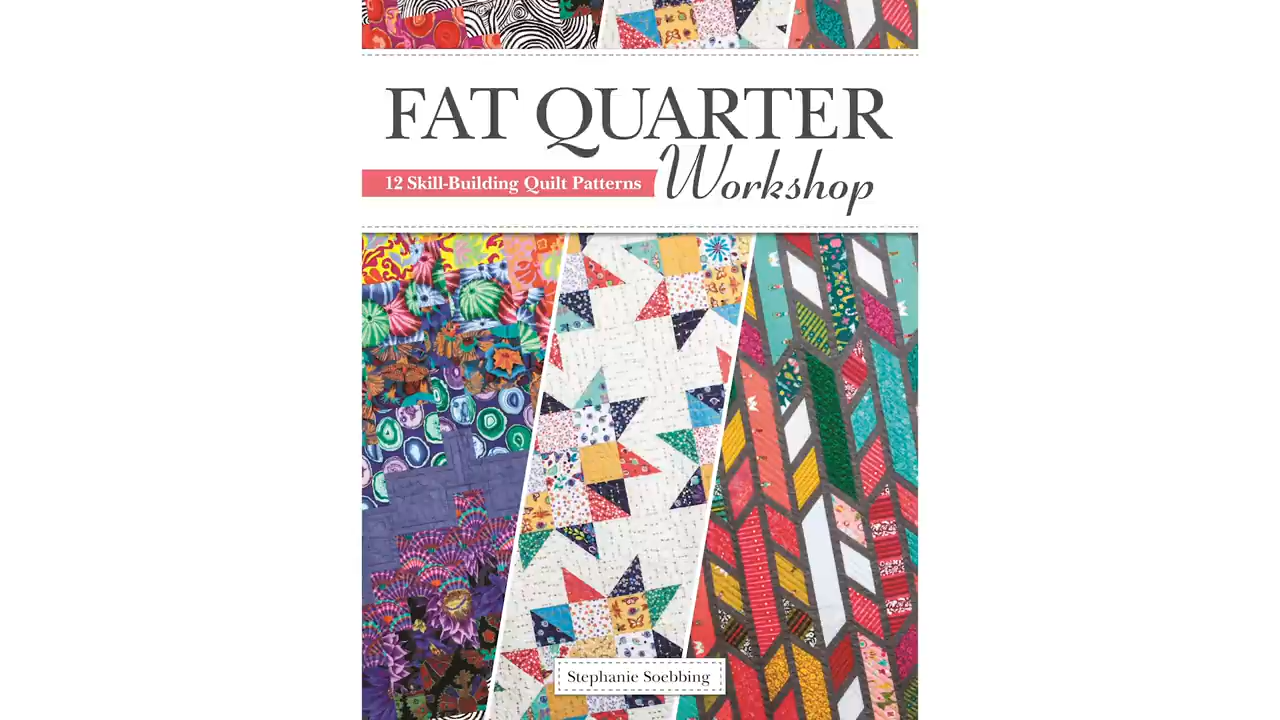 FAT QUARTER
12 Skill-Building Quilt Patterns
Workshop
Stephanie Soebbing